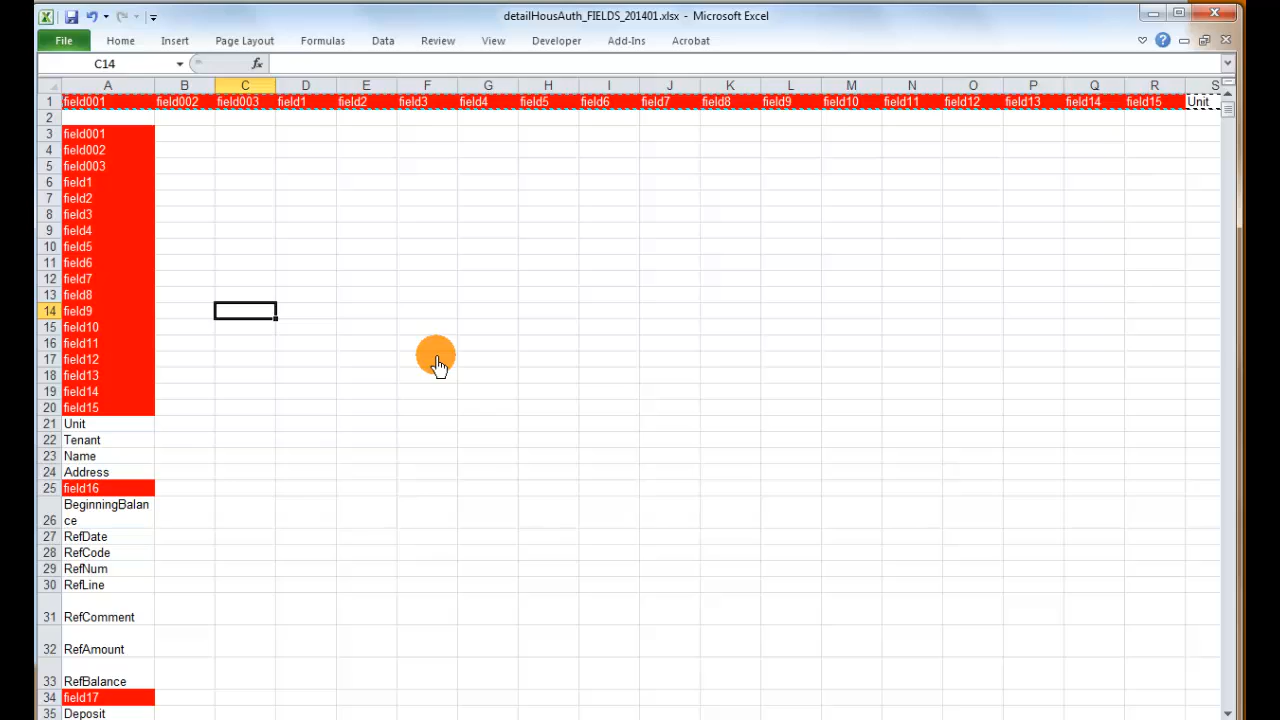 detailHousAuth_FIELDS_201401.xlsx - Microsoft Excel
File Home Insert Page Layout Formulas Data Review View Developer Add-Ins Acrobat
C14 fx
A B C D E F G H I J K L M N O P Q R S
1 field001 field002 field003 field1 field2 field3 field4 field5 field6 field7 field8 field9 field10 field11 field12 field13 field14 field15 Unit
2
3 field001
4 field002
5 field003
6 field1
7 field2
8 field3
9 field4
10 field5
11 field6
12 field7
13 field8
14 field9
15 field10
16 field11
17 field12
18 field13
19 field14
20 field15
21 Unit
22 Tenant
23 Name
24 Address
25 field16
BeginningBalan
26 ce
27 RefDate
28 RefCode
29 RefNum
30 RefLine
31 RefComment
32 RefAmount
33 RefBalance
34 field17
35 Deposit